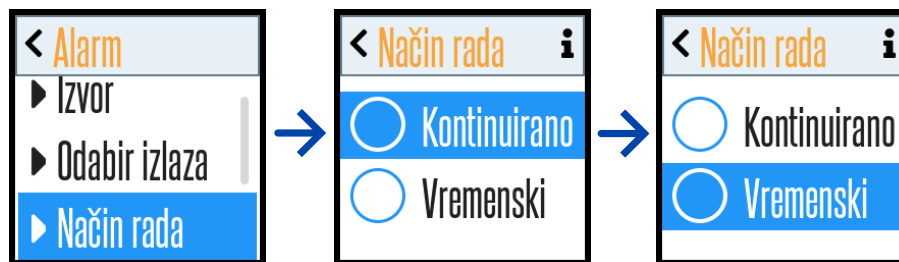 Alarm
Izvor
Odabir izlaza
Način rada
Način rada i
Kontinuirano
Vremenski
Način rada i
Kontinuirano
Vremenski